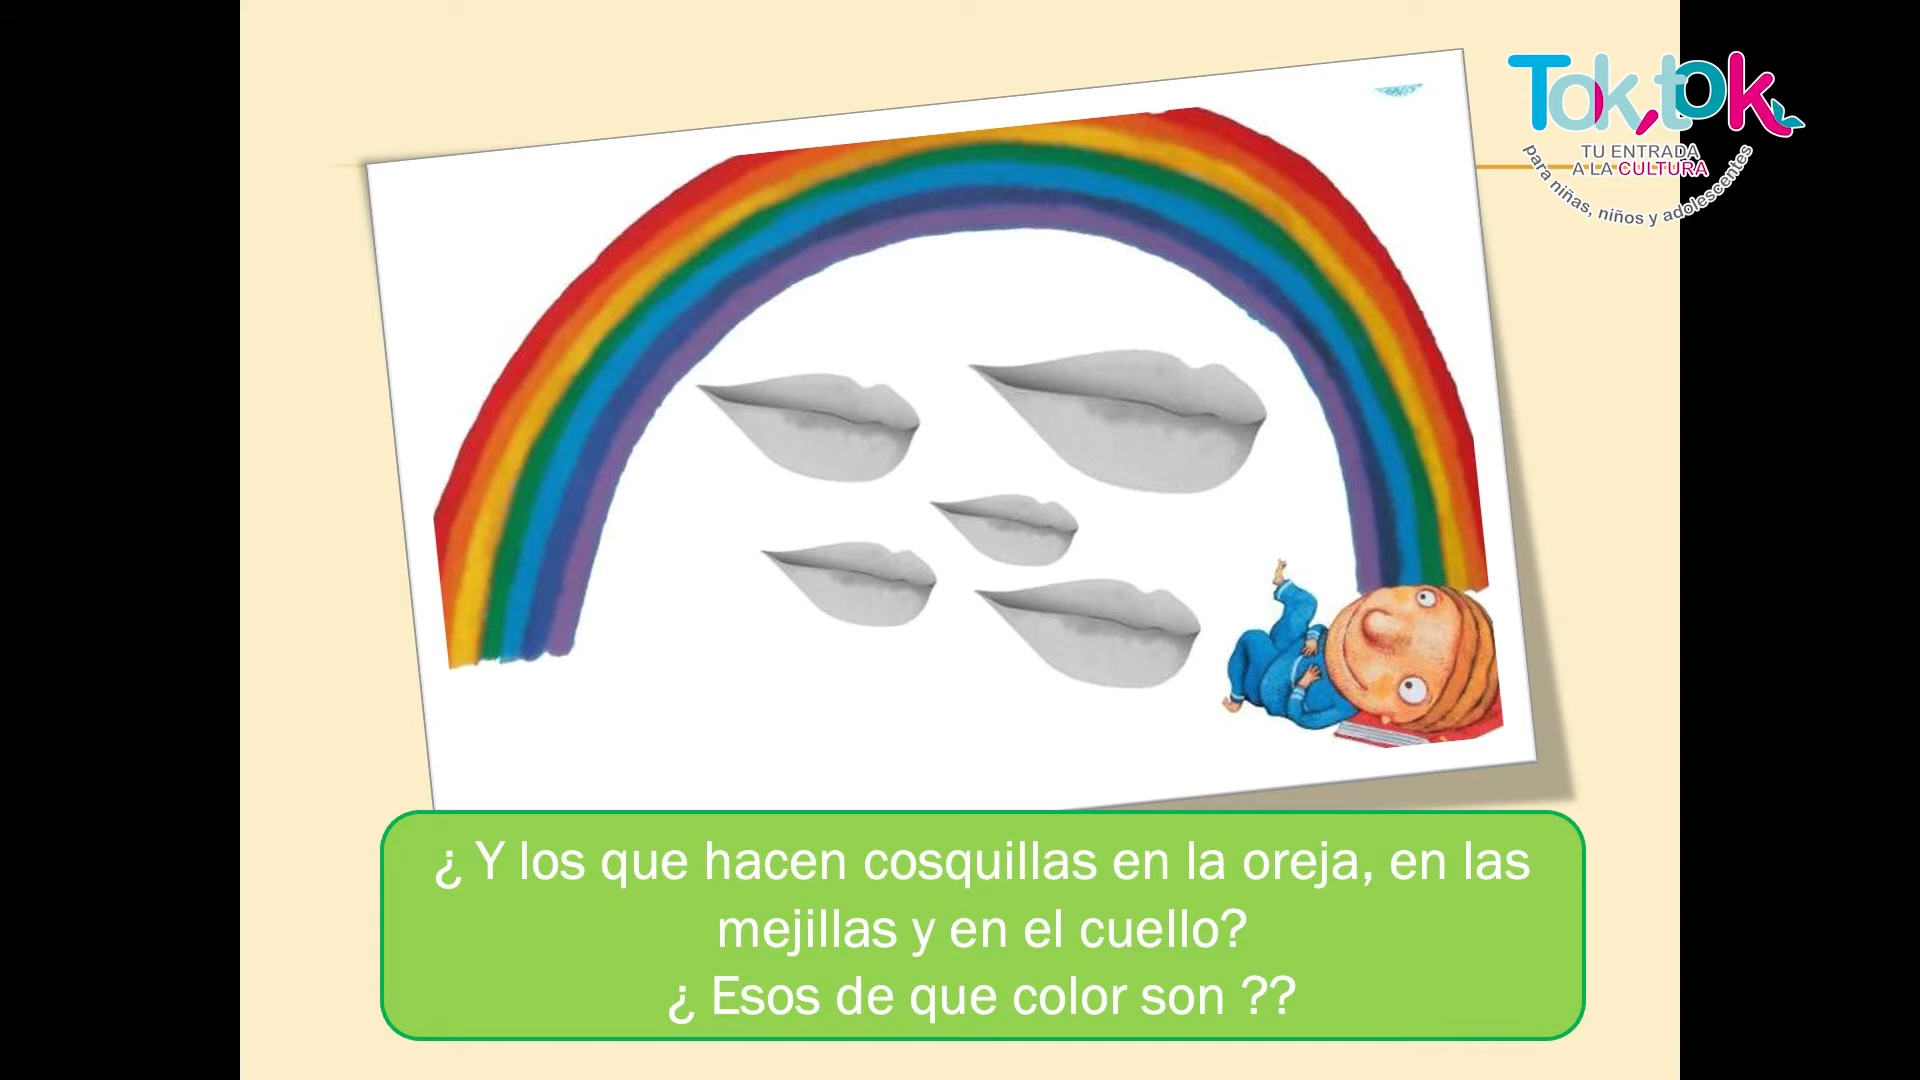 Tok, tok
TU ENTRADA
A LA CULTURA
para niñas, niños y adolescentes
¿ Y los que hacen cosquillas en la oreja, en las
mejillas y en el cuello?
¿ Esos de que color son ??